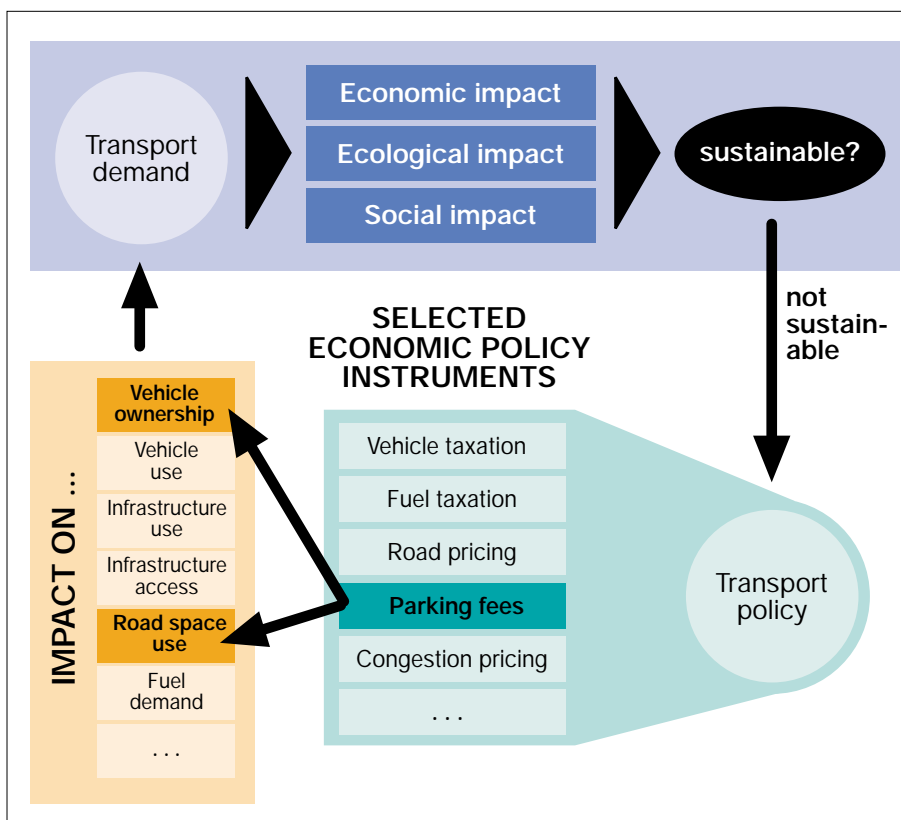 Transport
demand
Economic impact
Ecological impact
Social impact
sustainable?
not
sustain-
able
SELECTED
ECONOMIC POLICY
INSTRUMENTS
IMPACT ON ...
Vehicle
ownership
Vehicle
use
Infrastructure
use
Infrastructure
access
Road space
use
Fuel
demand
. . .
Vehicle taxation
Fuel taxation
Road pricing
Parking fees
Congestion pricing
. . .
Transport
policy